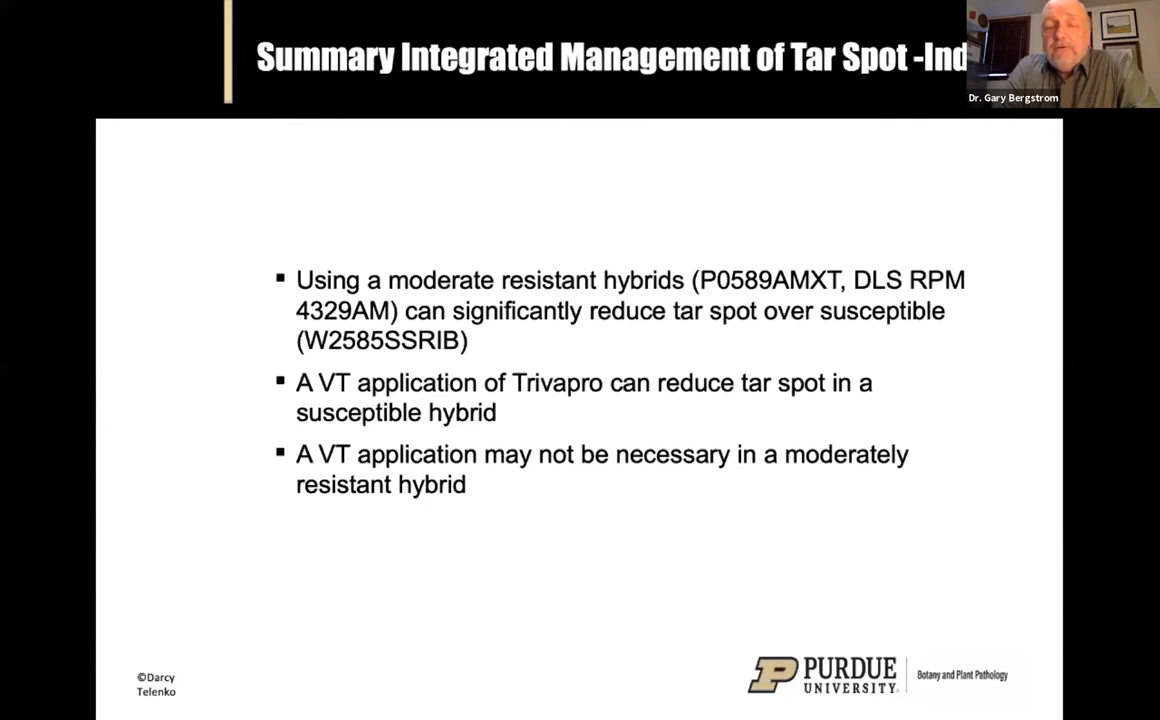 Summary Integrated Management of Tar Spot -Ind
Dr. Gary Bergstrom
▪ Using a moderate resistant hybrids (P0589AMXT, DLS RPM
4329AM) can significantly reduce tar spot over susceptible
(W2585SSRIB)
▪ A VT application of Trivapro can reduce tar spot in a
susceptible hybrid
▪ A VT application may not be necessary in a moderately
resistant hybrid
©Darcy
Telenko
P PURDUE
UNIVERSITY®
Botany and Plant Pathology